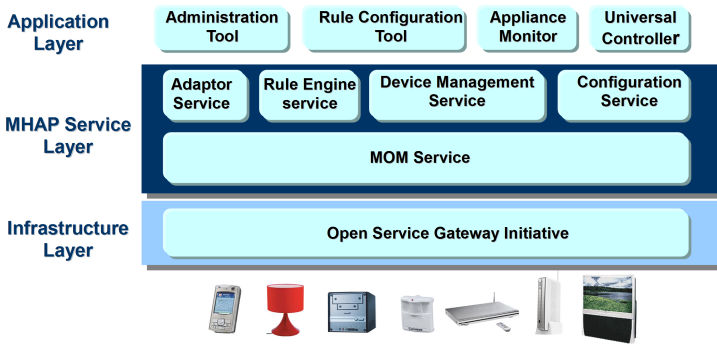 Application
Layer
Administration
Tool
Rule Configuration
Tool
Appliance
Monitor
Universal
Controller
MHAP Service
Layer
Adaptor
Service
Rule Engine
service
Device Management
Service
Configuration
Service
MOM Service
Infrastructure
Layer
Open Service Gateway Initiative